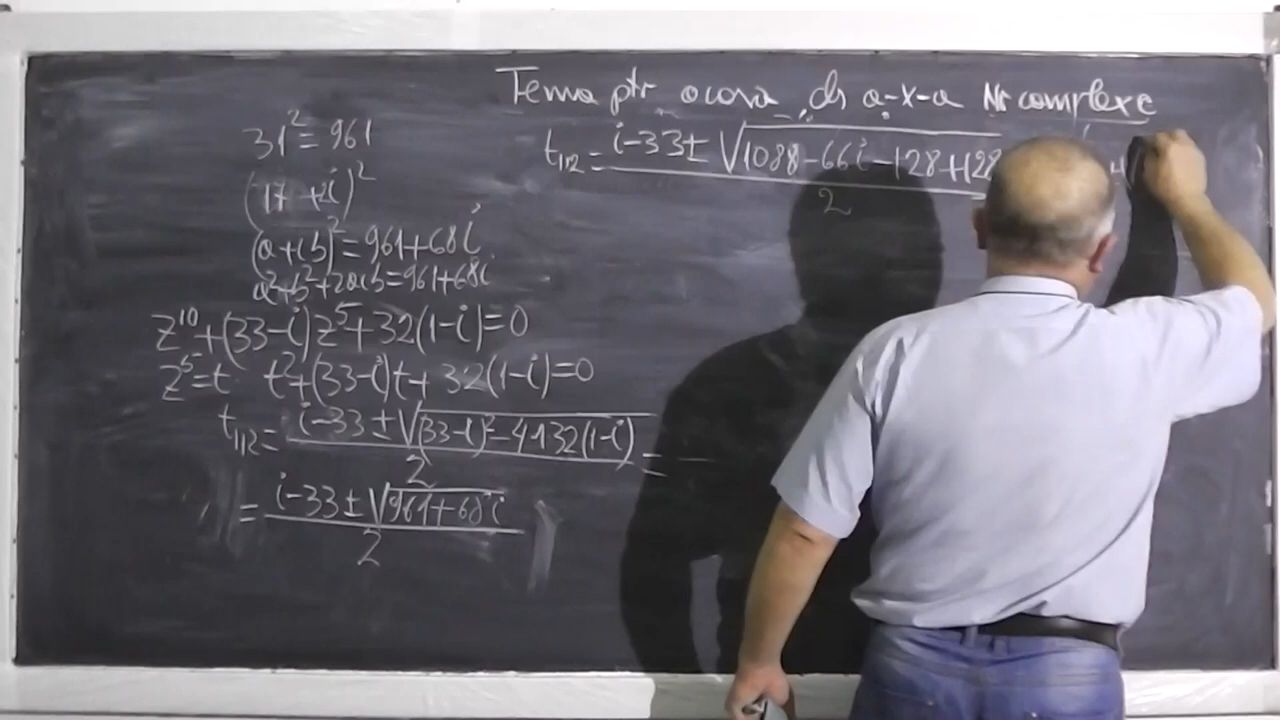 Tema ptr ocava ds a-X-a Nr complexe
t₁,₂ = (i-33 ± √(1088-66i-128+128
2
31² = 961
(17 + 2i)²
(a+ib)² = 961+68i
a²-b²+2aib=961+68i
z¹⁰+(33-i)z⁵+32(1-i)=0
z⁵=t t²+(33-i)t+32(1-i)=0
t₁,₂ = (i-33 ± √((33-i)²-4·1·32(1-i))) / 2 =
= (i-33 ± √(961+68i)) / 2